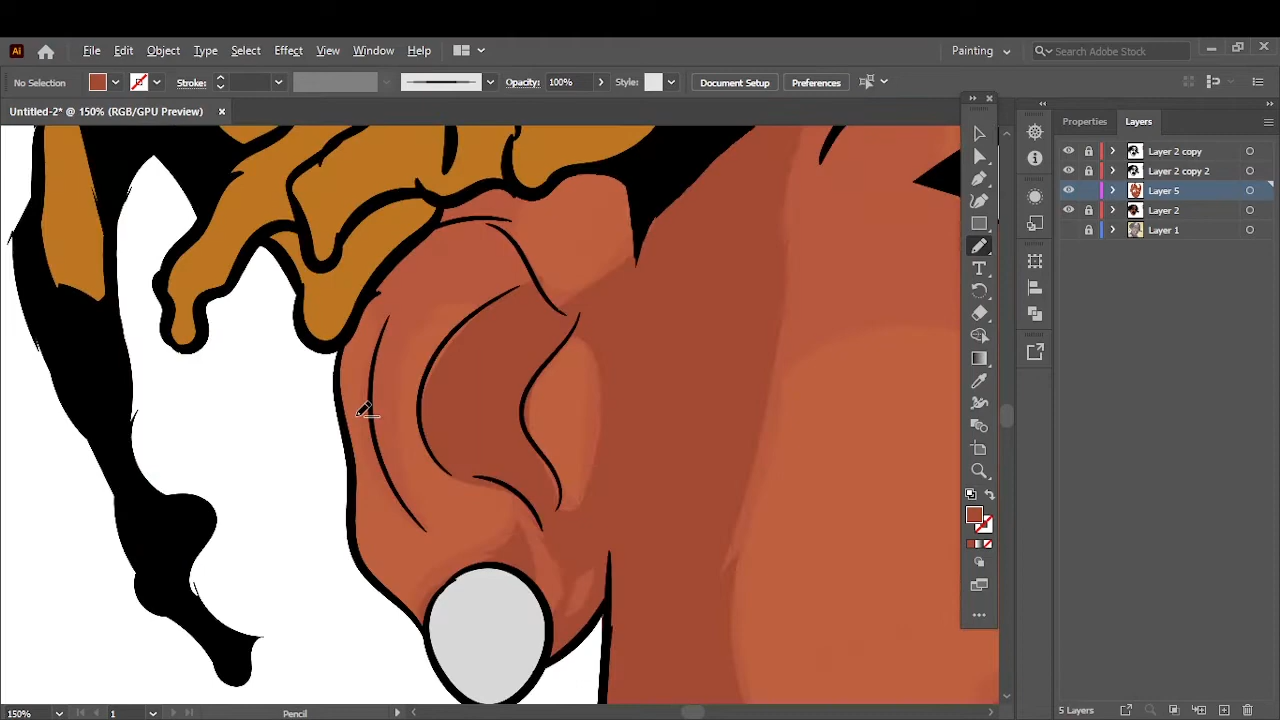 Ai File Edit Object Type Select Effect View Window Help Painting Search Adobe Stock
No Selection Stroke: Opacity: 100% Style: Document Setup Preferences
Untitled-2* @ 150% (RGB/GPU Preview)
Properties Layers
Layer 2 copy
Layer 2 copy 2
Layer 5
Layer 2
Layer 1
150% 1 Pencil 5 Layers